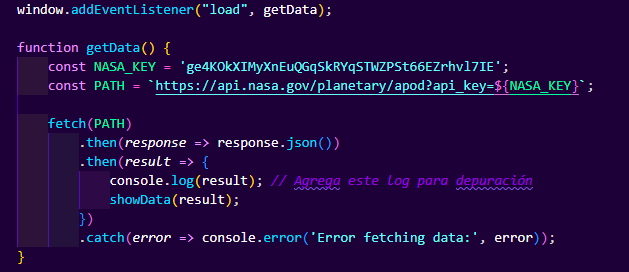 window.addEventListener("load", getData);
function getData() {
const NASA_KEY = 'ge4KOkXIMyXnEuQGqSkRYqSTWZPSt66EZrhvl7IE';
const PATH = `https://api.nasa.gov/planetary/apod?api_key=${NASA_KEY}`;
fetch(PATH)
.then(response => response.json())
.then(result => {
console.log(result); // Agrega este log para depuración
showData(result);
})
.catch(error => console.error('Error fetching data:', error));
}